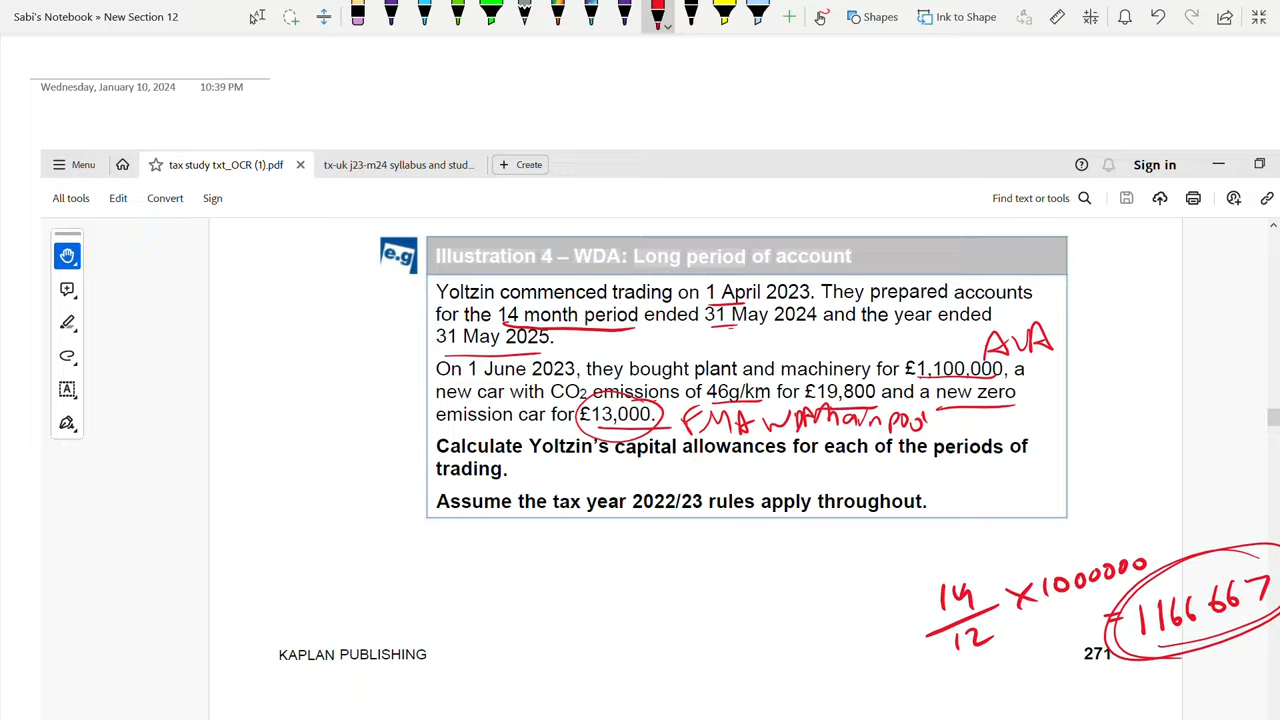 Sabi's Notebook » New Section 12
Shapes
Ink to Shape
Wednesday, January 10, 2024 10:39 PM
Menu
tax study txt_OCR (1).pdf
tx-uk j23-m24 syllabus and stud...
Create
Sign in
All tools Edit Convert Sign
Find text or tools
e.g
Illustration 4 – WDA: Long period of account
Yoltzin commenced trading on 1 April 2023. They prepared accounts
for the 14 month period ended 31 May 2024 and the year ended
31 May 2025.
AVA
On 1 June 2023, they bought plant and machinery for £1,100,000, a
new car with CO2 emissions of 46g/km for £19,800 and a new zero
emission car for £13,000.
WDA main pool
Calculate Yoltzin's capital allowances for each of the periods of
trading.
Assume the tax year 2022/23 rules apply throughout.
14/12 × 1000000
= 1166667
KAPLAN PUBLISHING
271